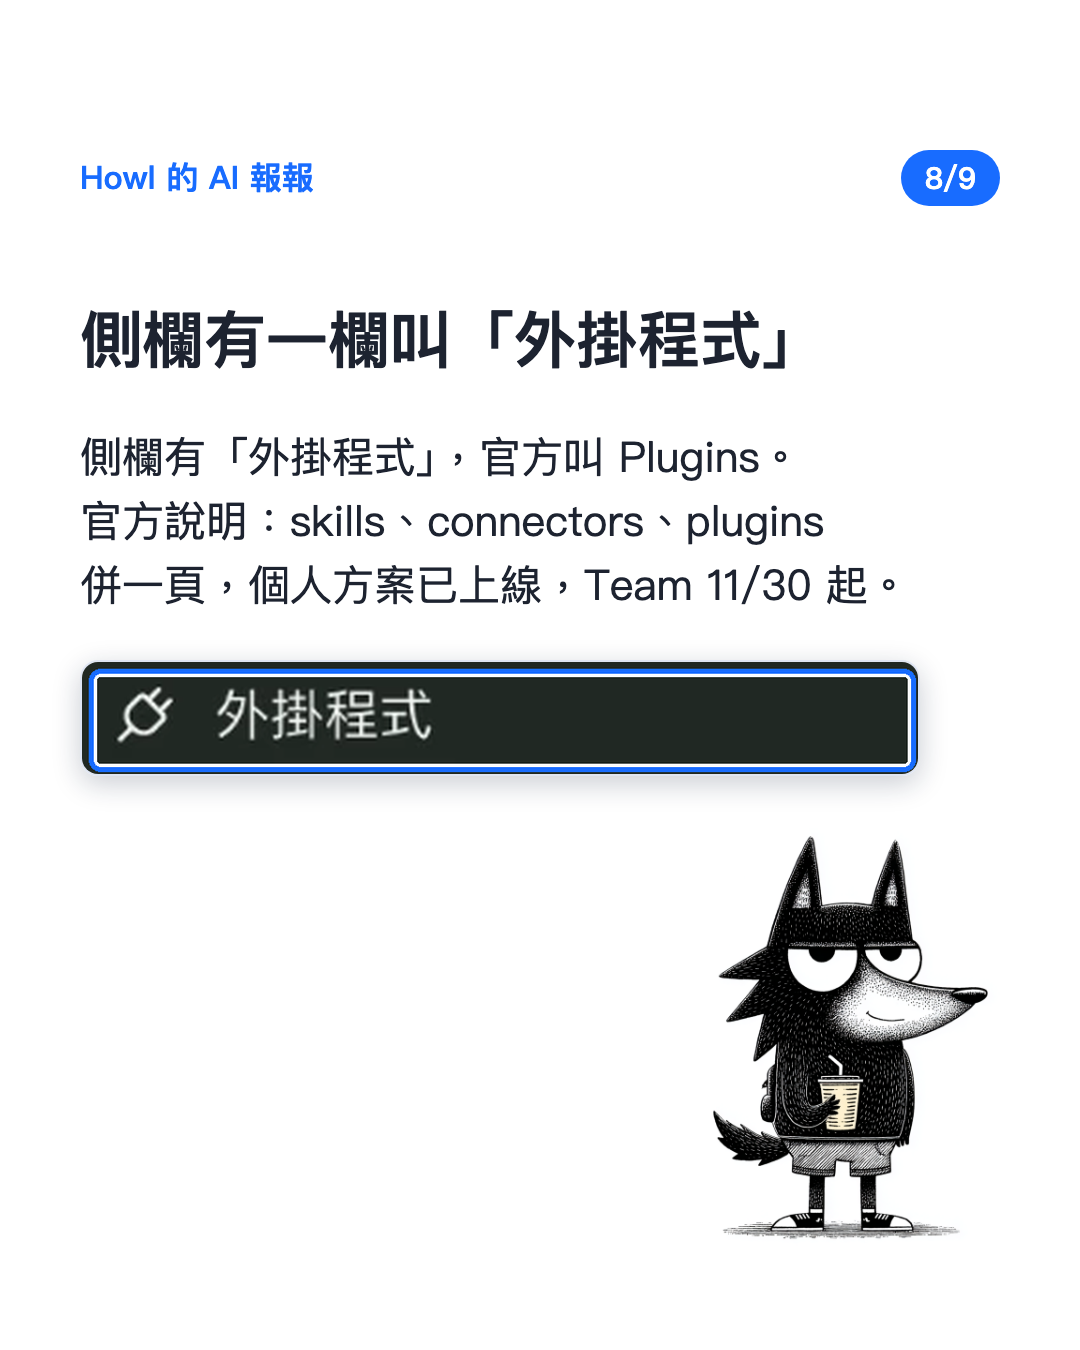 Howl 的 AI 報報
8/9
側欄有一欄叫「外掛程式」
側欄有「外掛程式」，官方叫 Plugins。
官方說明：skills、connectors、plugins
併一頁，個人方案已上線，Team 11/30 起。
外掛程式